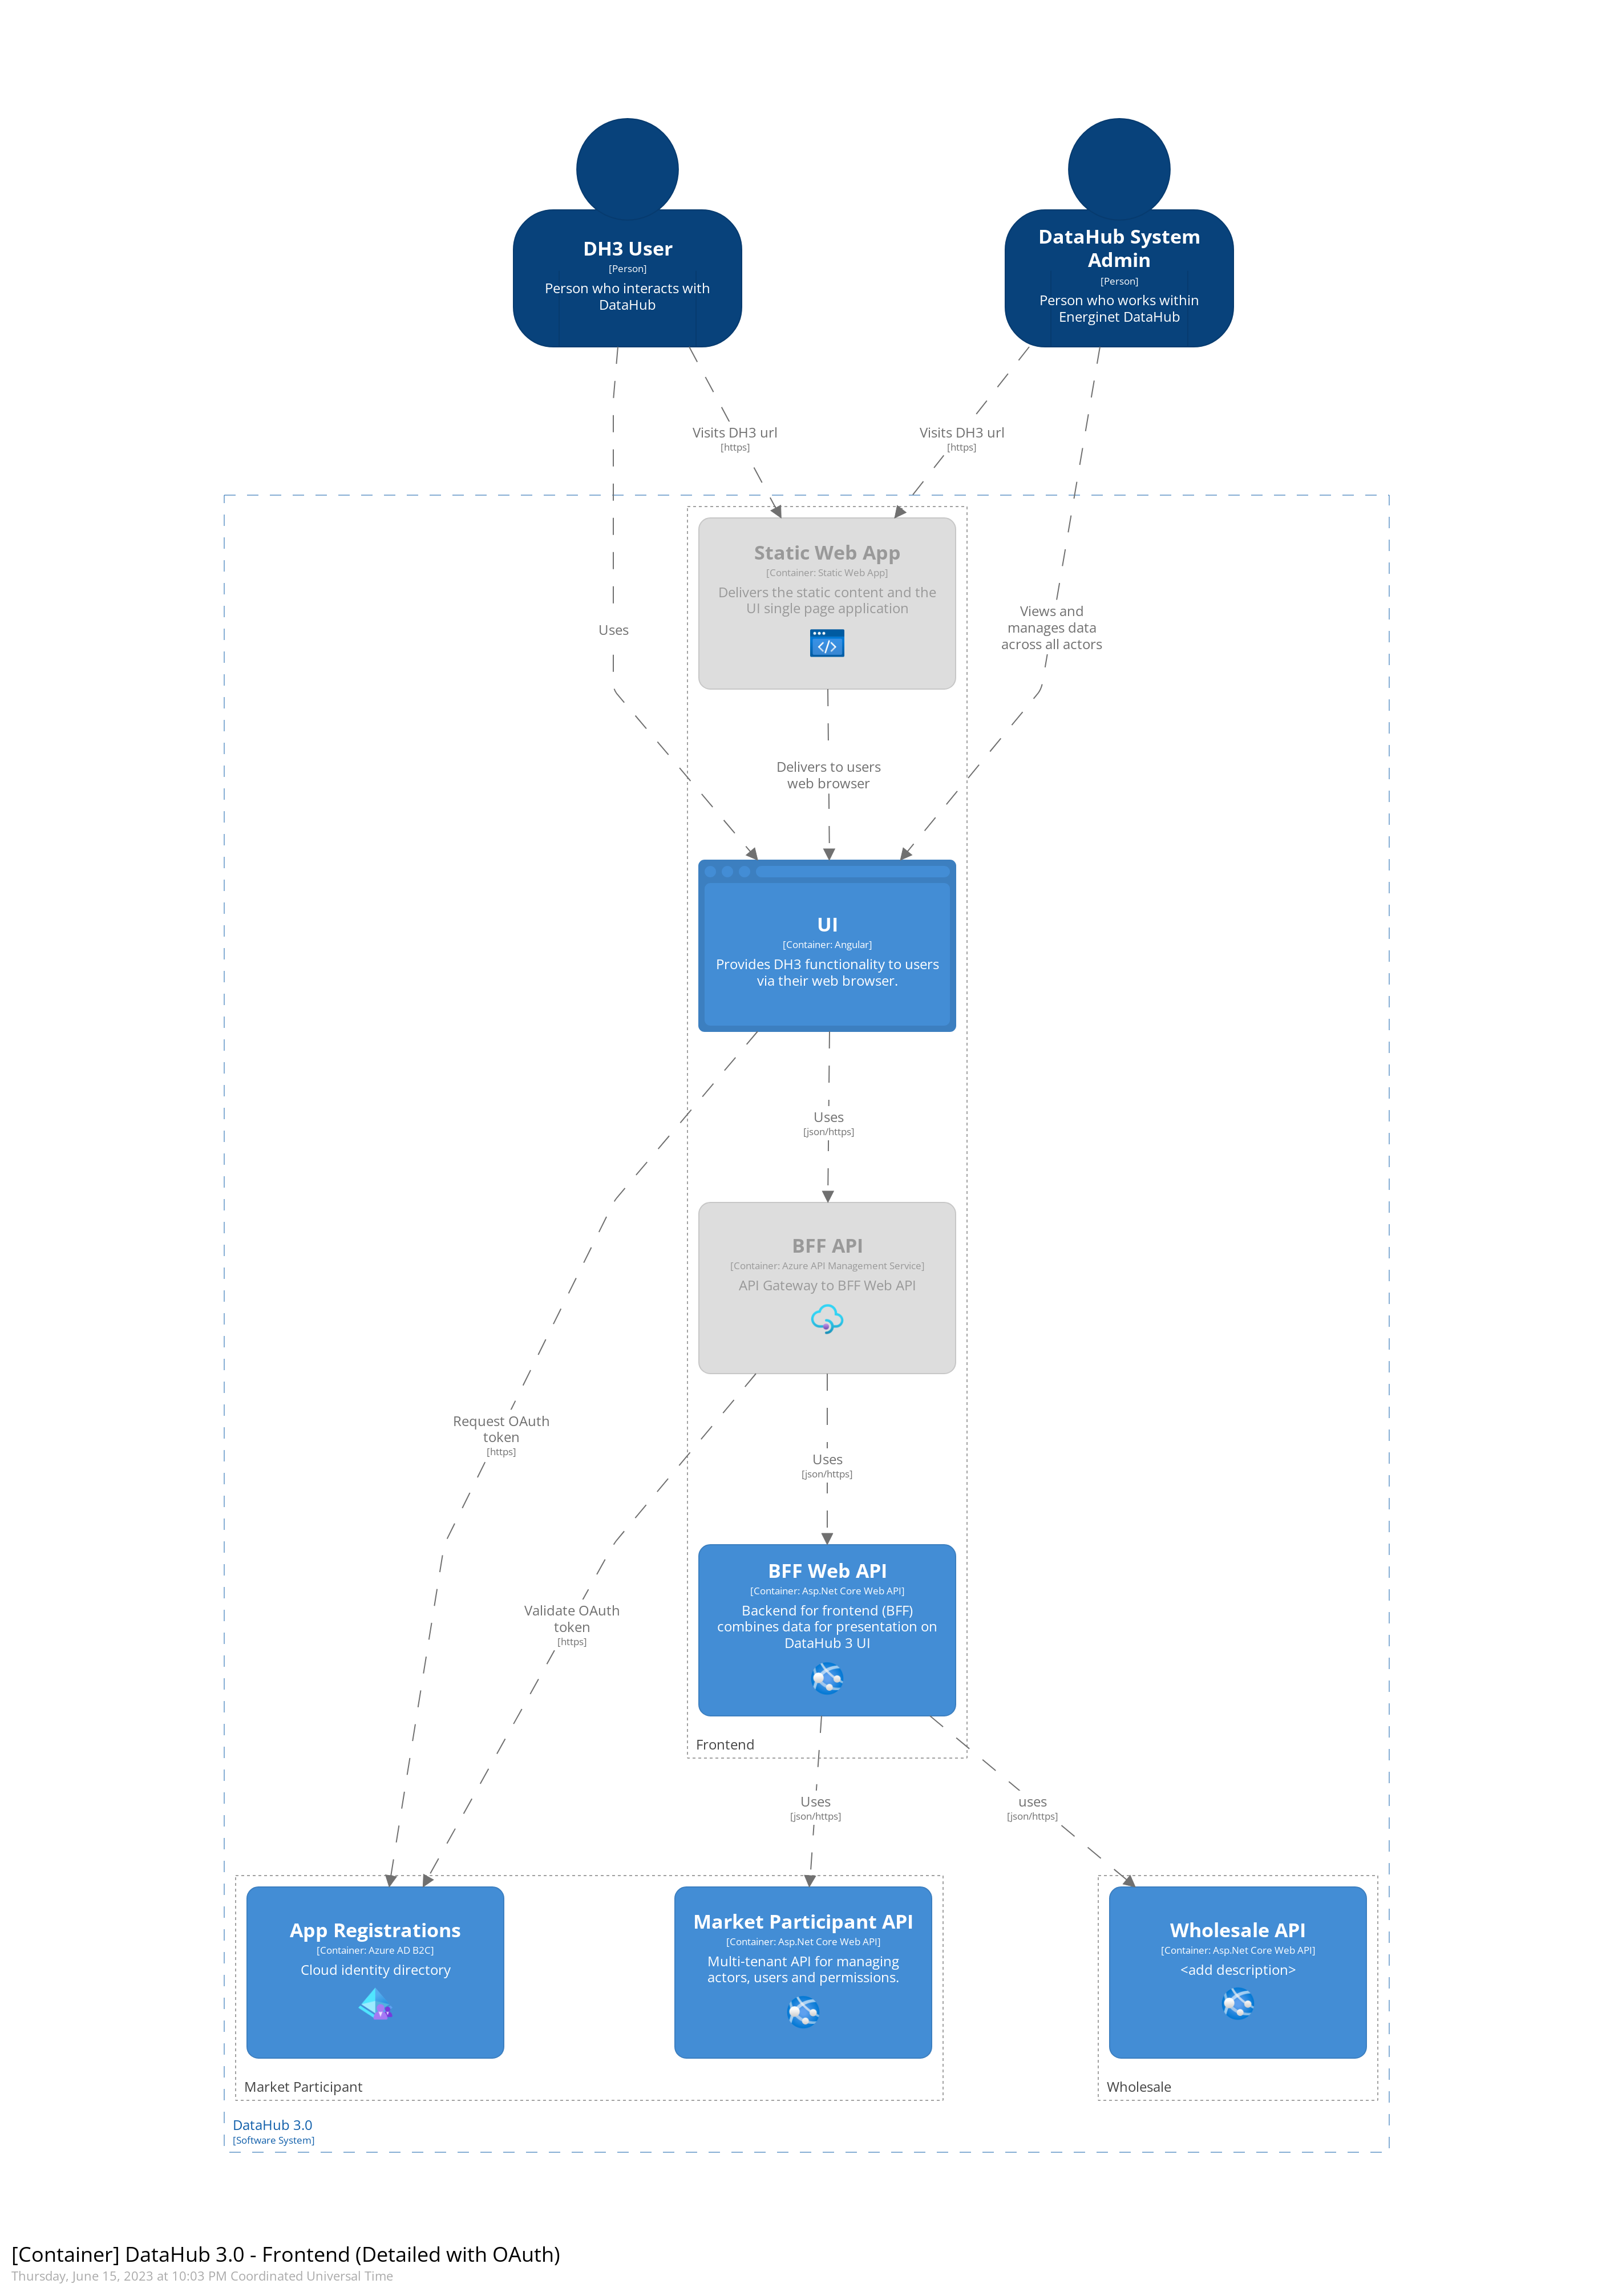 DH3 User
[Person]
Person who interacts with
DataHub
DataHub System
Admin
[Person]
Person who works within
Energinet DataHub
Visits DH3 url
[https]
Visits DH3 url
[https]
Static Web App
[Container: Static Web App]
Delivers the static content and the
UI single page application
Uses
Views and
manages data
across all actors
Delivers to users
web browser
UI
[Container: Angular]
Provides DH3 functionality to users
via their web browser.
Uses
[json/https]
BFF API
[Container: Azure API Management Service]
API Gateway to BFF Web API
Request OAuth
token
[https]
Uses
[json/https]
BFF Web API
[Container: Asp.Net Core Web API]
Backend for frontend (BFF)
combines data for presentation on
DataHub 3 UI
Validate OAuth
token
[https]
Frontend
Uses
[json/https]
uses
[json/https]
App Registrations
[Container: Azure AD B2C]
Cloud identity directory
Market Participant API
[Container: Asp.Net Core Web API]
Multi-tenant API for managing
actors, users and permissions.
Wholesale API
[Container: Asp.Net Core Web API]
<add description>
Market Participant
Wholesale
DataHub 3.0
[Software System]
[Container] DataHub 3.0 - Frontend (Detailed with OAuth)
Thursday, June 15, 2023 at 10:03 PM Coordinated Universal Time